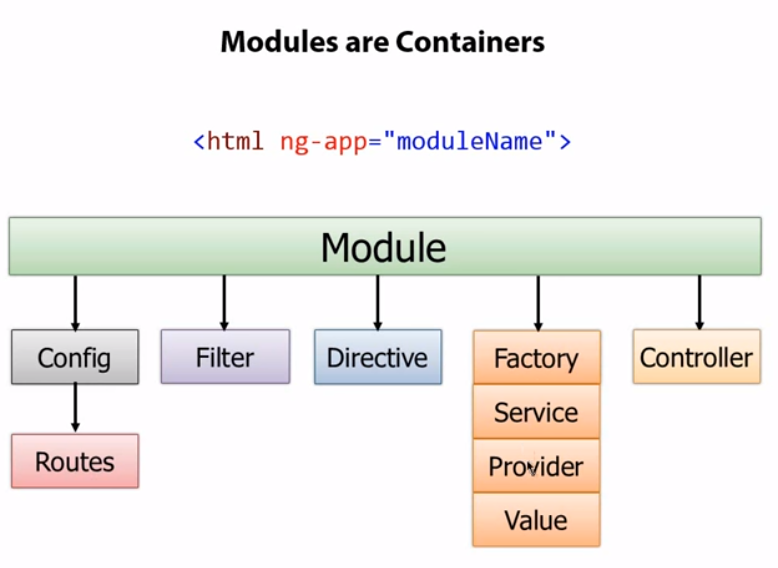 Modules are Containers
<html ng-app="moduleName">
Module
Config
Filter
Directive
Factory
Controller
Service
Routes
Provider
Value